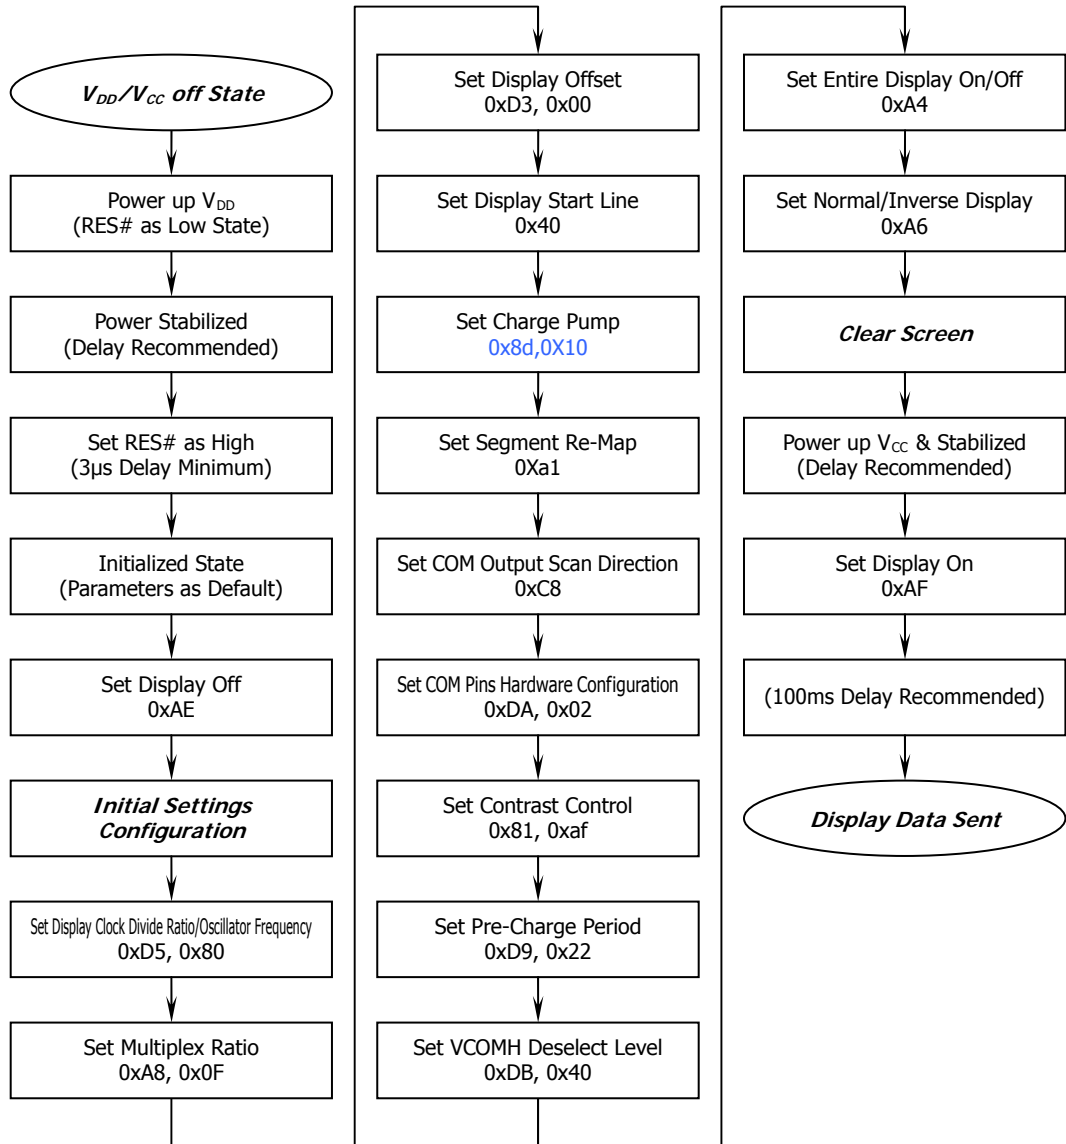 VDD/VCC off State
Power up VDD
(RES# as Low State)
Power Stabilized
(Delay Recommended)
Set RES# as High
(3μs Delay Minimum)
Initialized State
(Parameters as Default)
Set Display Off
0xAE
Initial Settings
Configuration
Set Display Clock Divide Ratio/Oscillator Frequency
0xD5, 0x80
Set Multiplex Ratio
0xA8, 0x0F
Set Display Offset
0xD3, 0x00
Set Display Start Line
0x40
Set Charge Pump
0x8d,0X10
Set Segment Re-Map
0Xa1
Set COM Output Scan Direction
0xC8
Set COM Pins Hardware Configuration
0xDA, 0x02
Set Contrast Control
0x81, 0xaf
Set Pre-Charge Period
0xD9, 0x22
Set VCOMH Deselect Level
0xDB, 0x40
Set Entire Display On/Off
0xA4
Set Normal/Inverse Display
0xA6
Clear Screen
Power up VCC & Stabilized
(Delay Recommended)
Set Display On
0xAF
(100ms Delay Recommended)
Display Data Sent